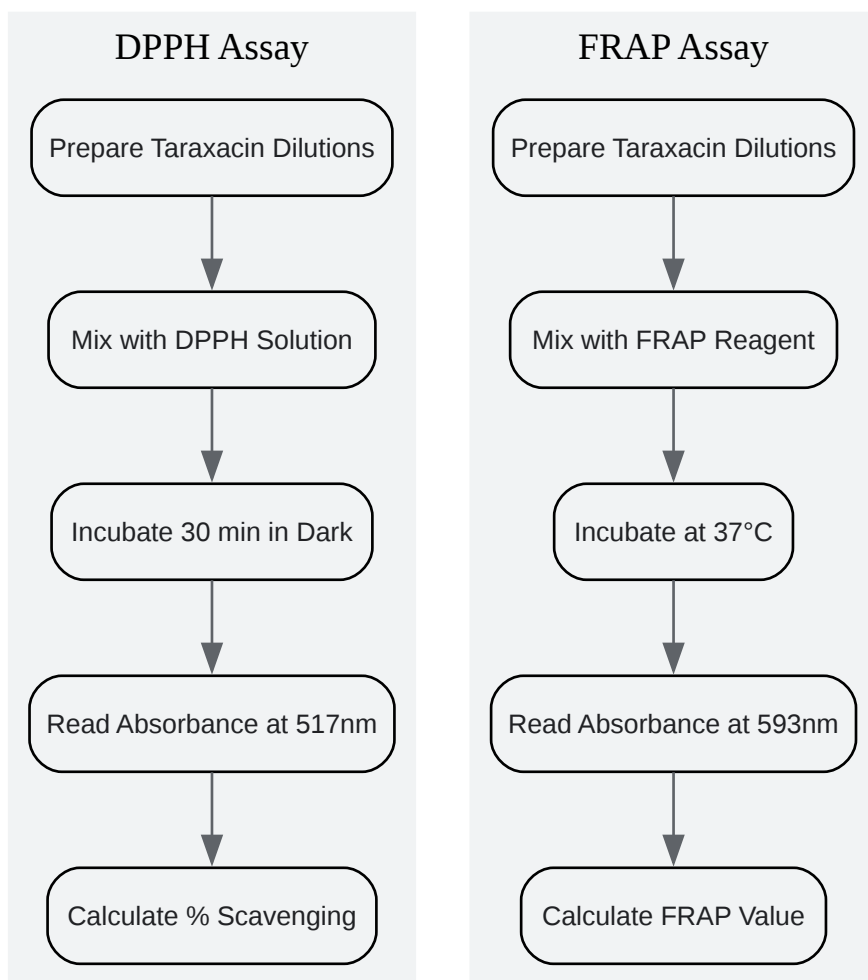 DPPH Assay
Prepare Taraxacin Dilutions
Mix with DPPH Solution
Incubate 30 min in Dark
Read Absorbance at 517nm
Calculate % Scavenging
FRAP Assay
Prepare Taraxacin Dilutions
Mix with FRAP Reagent
Incubate at 37°C
Read Absorbance at 593nm
Calculate FRAP Value